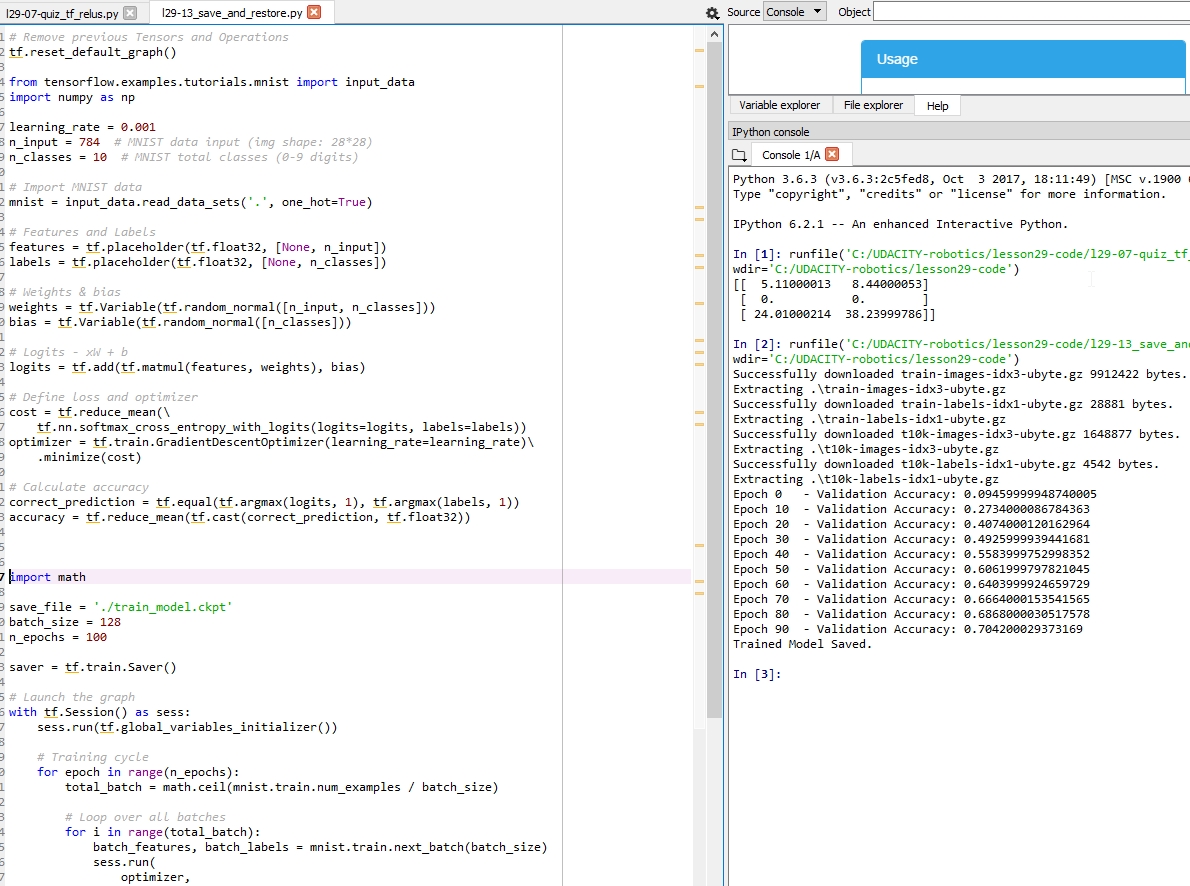 l29-07-quiz_tf_relus.py
l29-13_save_and_restore.py
# Remove previous Tensors and Operations
tf.reset_default_graph()
from tensorflow.examples.tutorials.mnist import input_data
import numpy as np
learning_rate = 0.001
n_input = 784  # MNIST data input (img shape: 28*28)
n_classes = 10  # MNIST total classes (0-9 digits)
# Import MNIST data
mnist = input_data.read_data_sets('.', one_hot=True)
# Features and Labels
features = tf.placeholder(tf.float32, [None, n_input])
labels = tf.placeholder(tf.float32, [None, n_classes])
# Weights & bias
weights = tf.Variable(tf.random_normal([n_input, n_classes]))
bias = tf.Variable(tf.random_normal([n_classes]))
# Logits - xW + b
logits = tf.add(tf.matmul(features, weights), bias)
# Define loss and optimizer
cost = tf.reduce_mean(\
    tf.nn.softmax_cross_entropy_with_logits(logits=logits, labels=labels))
optimizer = tf.train.GradientDescentOptimizer(learning_rate=learning_rate)\
    .minimize(cost)
# Calculate accuracy
correct_prediction = tf.equal(tf.argmax(logits, 1), tf.argmax(labels, 1))
accuracy = tf.reduce_mean(tf.cast(correct_prediction, tf.float32))
import math
save_file = './train_model.ckpt'
batch_size = 128
n_epochs = 100
saver = tf.train.Saver()
# Launch the graph
with tf.Session() as sess:
    sess.run(tf.global_variables_initializer())
    # Training cycle
    for epoch in range(n_epochs):
        total_batch = math.ceil(mnist.train.num_examples / batch_size)
        # Loop over all batches
        for i in range(total_batch):
            batch_features, batch_labels = mnist.train.next_batch(batch_size)
            sess.run(
                optimizer,
Source Console Object
Usage
Variable explorer File explorer Help
IPython console
Console 1/A
Python 3.6.3 (v3.6.3:2c5fed8, Oct  3 2017, 18:11:49) [MSC v.1900
Type "copyright", "credits" or "license" for more information.
IPython 6.2.1 -- An enhanced Interactive Python.
In [1]: runfile('C:/UDACITY-robotics/lesson29-code/l29-07-quiz_tf_
wdir='C:/UDACITY-robotics/lesson29-code')
[[  5.11000013   8.44000053]
 [  0.           0.        ]
 [ 24.01000214  38.23999786]]
In [2]: runfile('C:/UDACITY-robotics/lesson29-code/l29-13_save_and
wdir='C:/UDACITY-robotics/lesson29-code')
Successfully downloaded train-images-idx3-ubyte.gz 9912422 bytes.
Extracting .\train-images-idx3-ubyte.gz
Successfully downloaded train-labels-idx1-ubyte.gz 28881 bytes.
Extracting .\train-labels-idx1-ubyte.gz
Successfully downloaded t10k-images-idx3-ubyte.gz 1648877 bytes.
Extracting .\t10k-images-idx3-ubyte.gz
Successfully downloaded t10k-labels-idx1-ubyte.gz 4542 bytes.
Extracting .\t10k-labels-idx1-ubyte.gz
Epoch 0   - Validation Accuracy: 0.09459999948740005
Epoch 10  - Validation Accuracy: 0.2734000086784363
Epoch 20  - Validation Accuracy: 0.4074000120162964
Epoch 30  - Validation Accuracy: 0.4925999939441681
Epoch 40  - Validation Accuracy: 0.5583999752998352
Epoch 50  - Validation Accuracy: 0.6061999797821045
Epoch 60  - Validation Accuracy: 0.6403999924659729
Epoch 70  - Validation Accuracy: 0.6664000153541565
Epoch 80  - Validation Accuracy: 0.6868000030517578
Epoch 90  - Validation Accuracy: 0.704200029373169
Trained Model Saved.
In [3]: